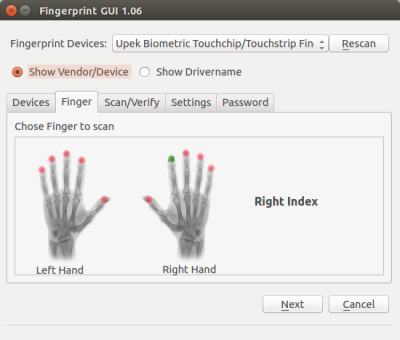 Fingerprint GUI 1.06
Fingerprint Devices: Upek Biometric Touchchip/Touchstrip Fin Rescan
Show Vendor/Device Show Drivername
Devices Finger Scan/Verify Settings Password
Chose Finger to scan
Right Index
Left Hand Right Hand
Next Cancel